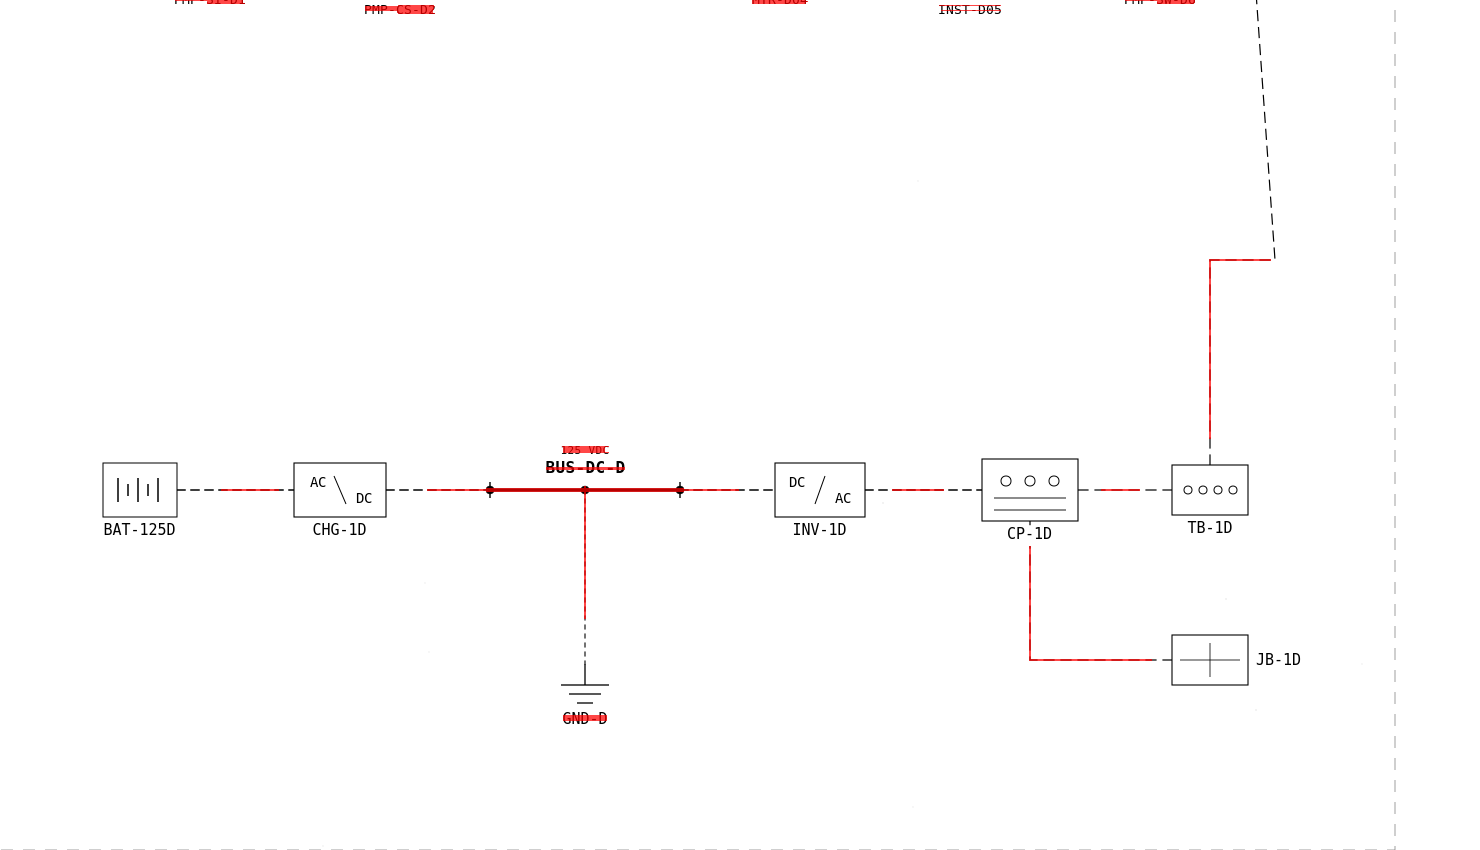 PMP-CS-D2
INST-D05
125 VDC
BUS-DC-D
AC
DC
DC
AC
BAT-125D
CHG-1D
INV-1D
CP-1D
TB-1D
JB-1D
GND-D